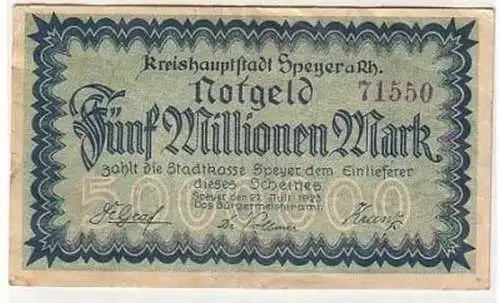 Kreishauptstadt Speyer a Rh.
Notgeld 71550
Fünf Millionen Mark
zahlt die Stadtkasse Speyer dem Einlieferer
dieses Scheines
5000000
Speyer den 27. Juli 1923
Das Bürgermeisteramt